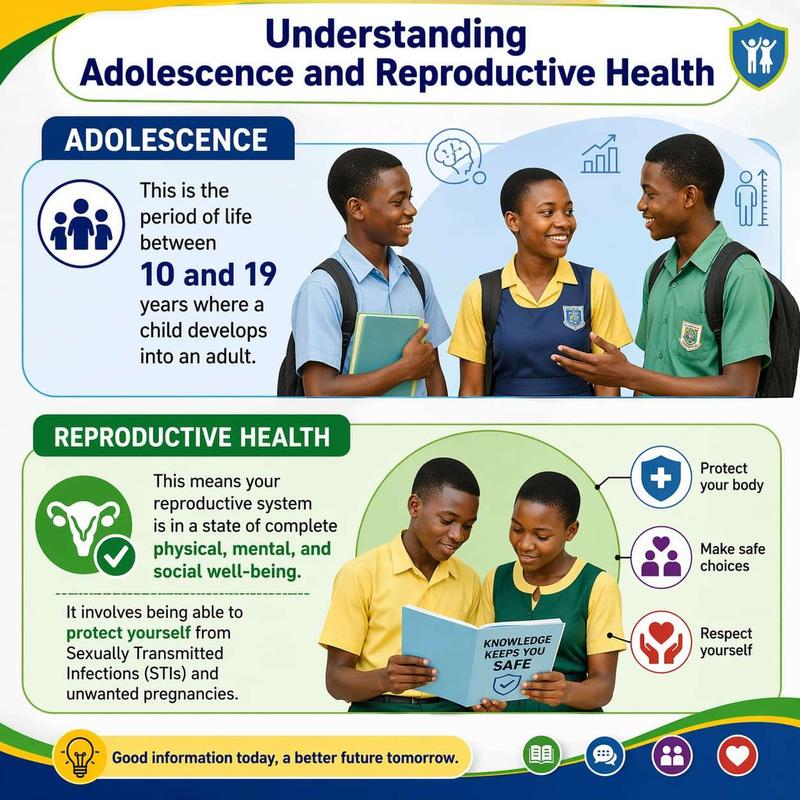 Understanding
Adolescence and Reproductive Health
ADOLESCENCE
This is the
period of life
between
10 and 19
years where a
child develops
into an adult.
REPRODUCTIVE HEALTH
This means your
reproductive system
is in a state of complete
physical, mental, and
social well-being.
It involves being able to
protect yourself from
Sexually Transmitted
Infections (STIs) and
unwanted pregnancies.
KNOWLEDGE
KEEPS YOU
SAFE
Protect
your body
Make safe
choices
Respect
yourself
Good information today, a better future tomorrow.